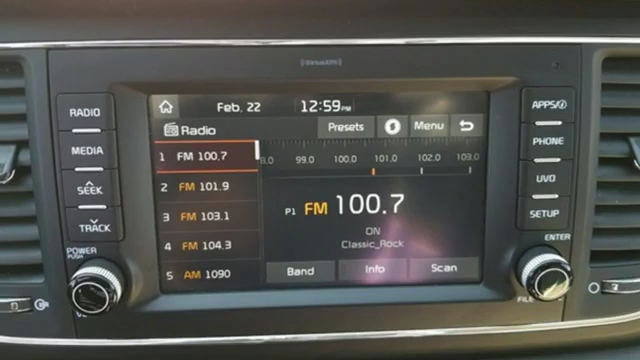 ((SiriusXM))
Feb. 22 12:59PM
RADIO
MEDIA
SEEK
TRACK
POWER
PUSH
Radio
Presets Menu
1 FM 100.7
2 FM 101.9
3 FM 103.1
4 FM 104.3
5 AM 1090
8.0 99.0 100.0 101.0 102.0 103.0
P1 FM 100.7
ON
Classic_Rock
Band Info Scan
APPS/
PHONE
UVO
SETUP
ENTER
FILE